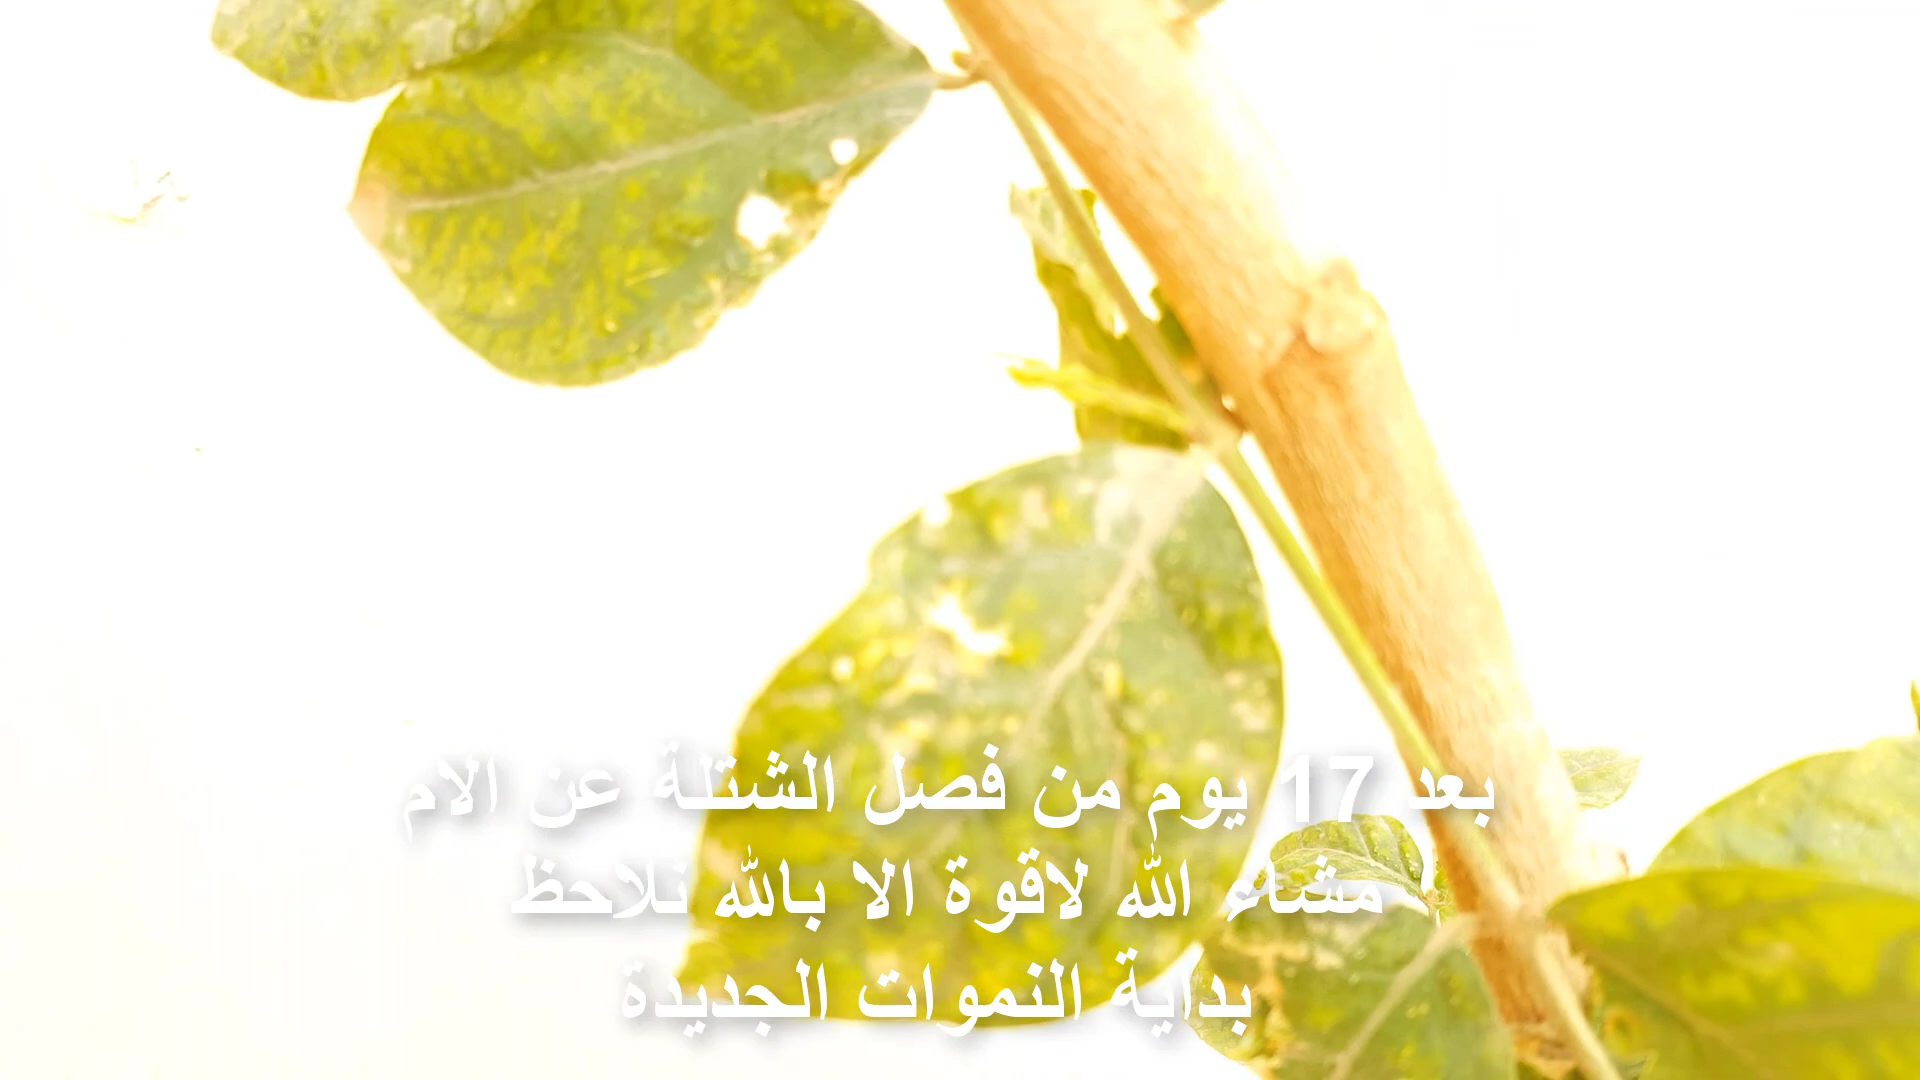 بعد 17 يوم من فصل الشتلة عن الام
مشاء الله لاقوة الا بالله نلاحظ
بداية النموات الجديدة